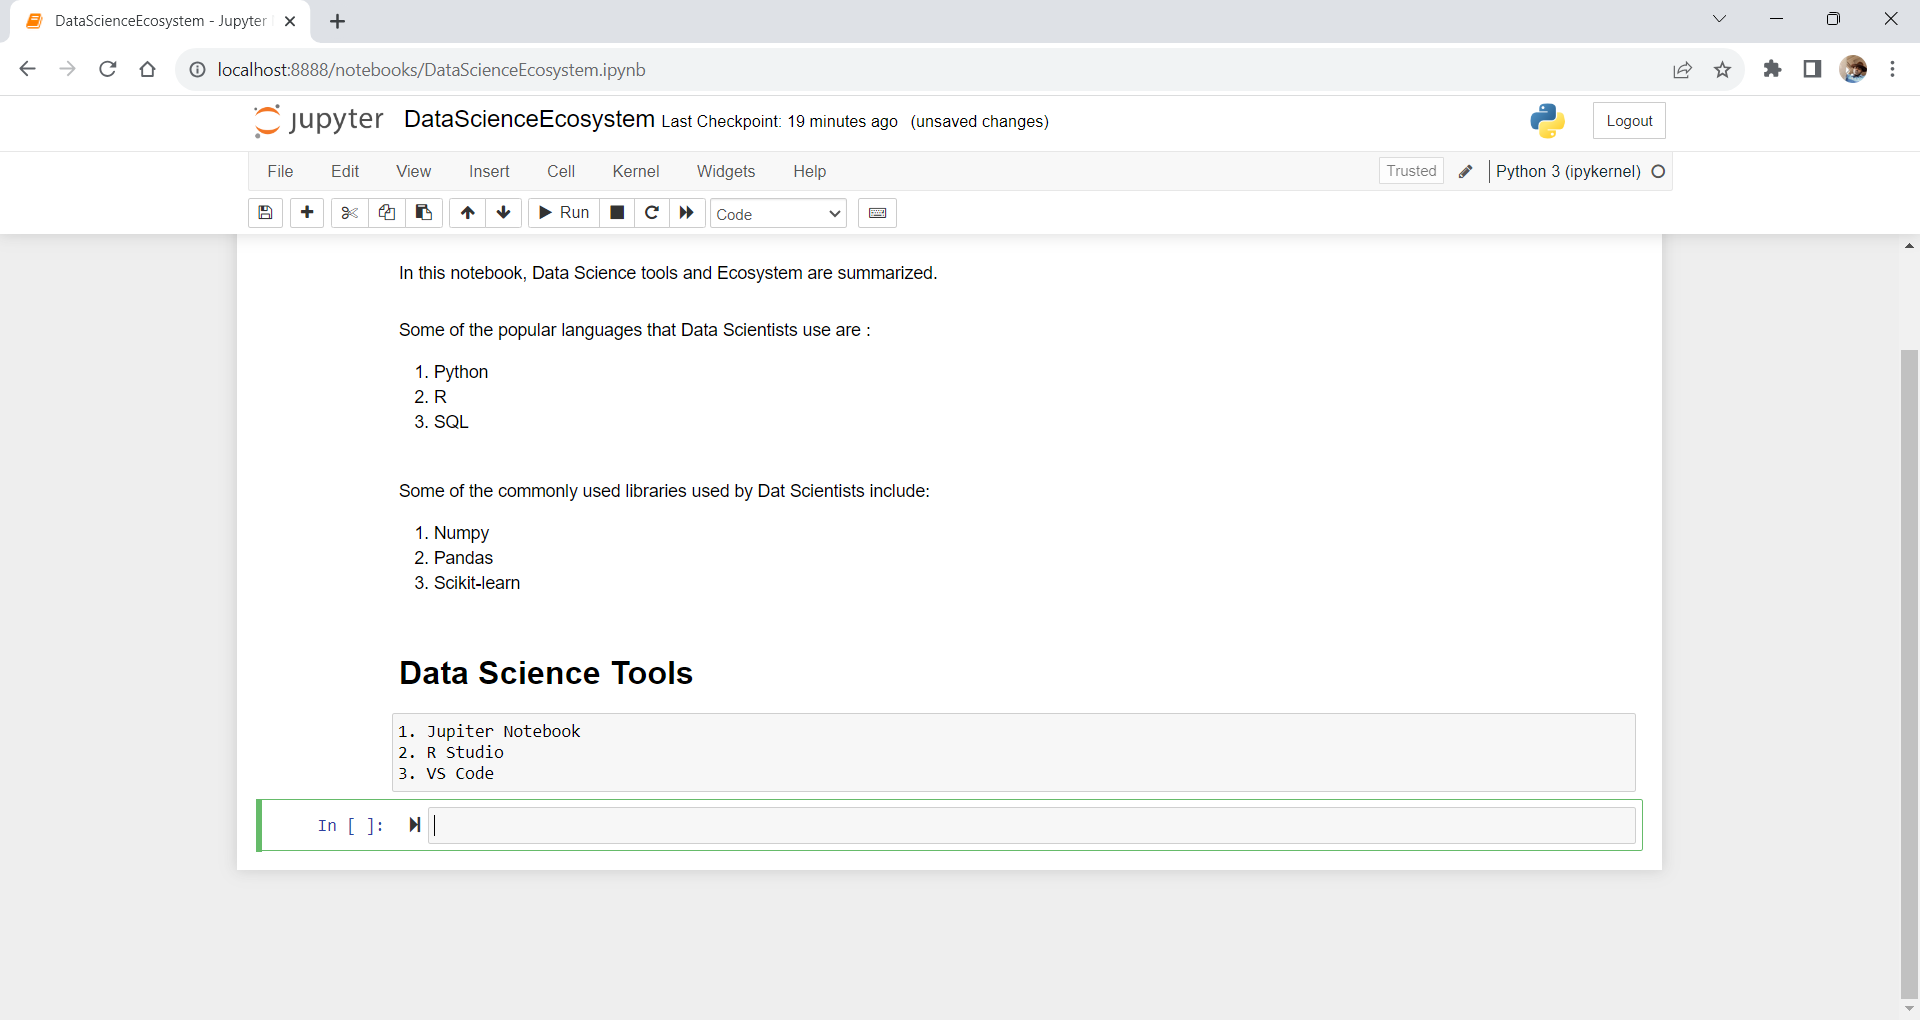 DataScienceEcosystem - Jupyter
localhost:8888/notebooks/DataScienceEcosystem.ipynb
jupyter DataScienceEcosystem Last Checkpoint: 19 minutes ago (unsaved changes) Logout
File Edit View Insert Cell Kernel Widgets Help Trusted Python 3 (ipykernel)
Run Code
In this notebook, Data Science tools and Ecosystem are summarized.
Some of the popular languages that Data Scientists use are :
1. Python
2. R
3. SQL
Some of the commonly used libraries used by Dat Scientists include:
1. Numpy
2. Pandas
3. Scikit-learn
Data Science Tools
1. Jupiter Notebook
2. R Studio
3. VS Code
In [ ]: